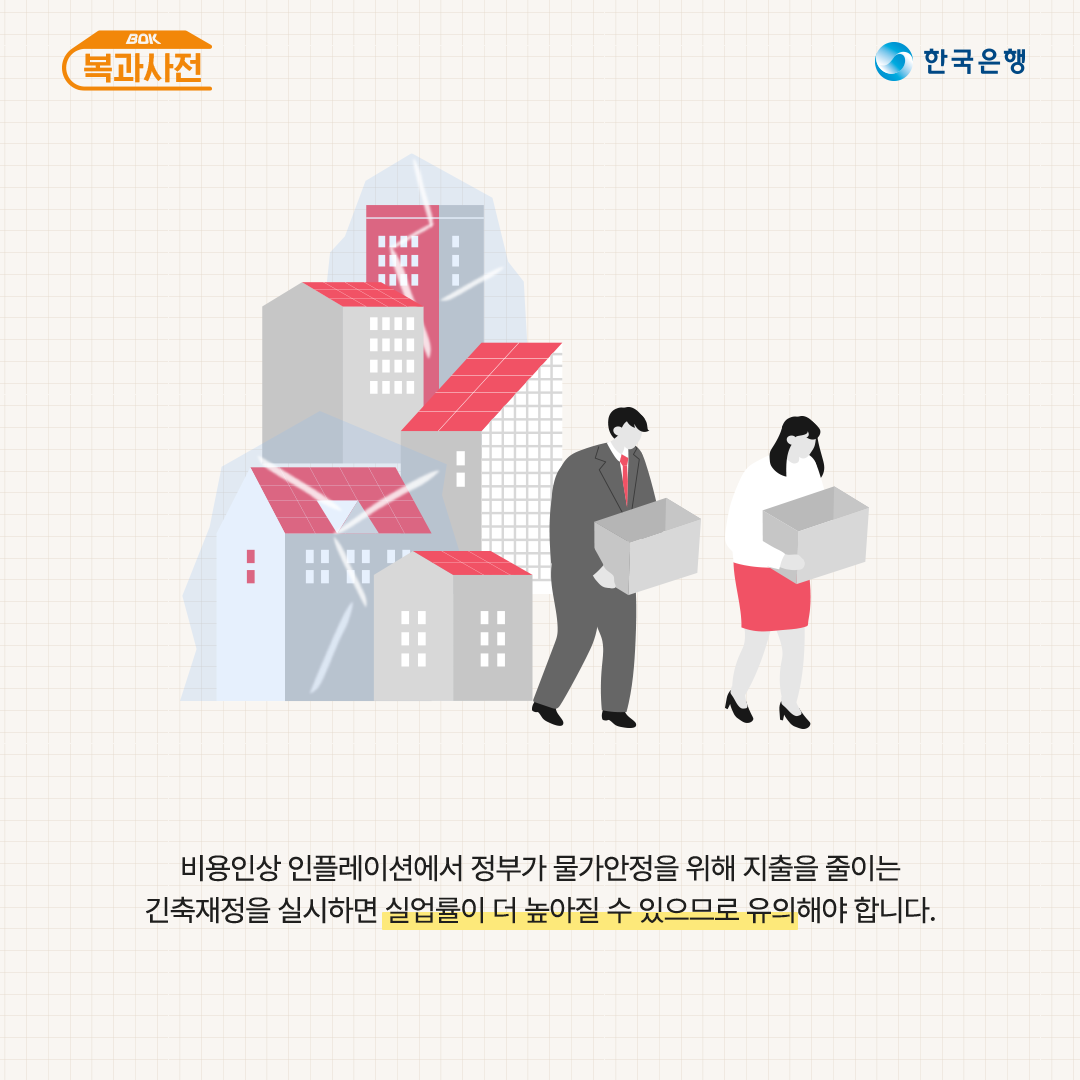 BOK
복과사전
한국은행
비용인상 인플레이션에서 정부가 물가안정을 위해 지출을 줄이는
긴축재정을 실시하면 실업률이 더 높아질 수 있으므로 유의해야 합니다.